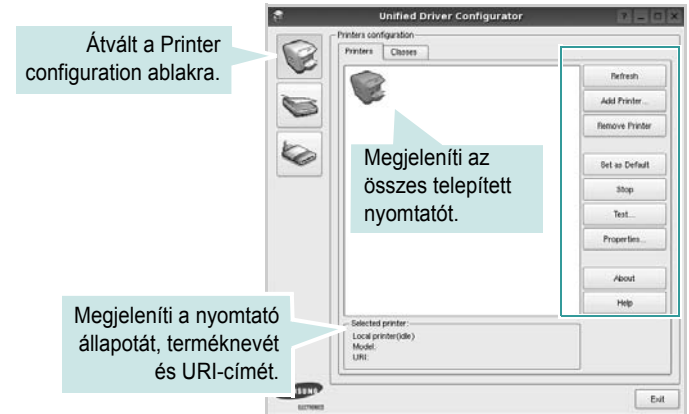 Unified Driver Configurator
Átvált a Printer
configuration ablakra.
Printers configuration
Printers Classes
Refresh
Add Printer...
Remove Printer
Set as Default
Stop
Test...
Properties...
About
Help
Megjeleníti az
összes telepített
nyomtatót.
Megjeleníti a nyomtató
állapotát, terméknevét
és URI-címét.
Selected printer:
Local printer(idle)
Model:
URI:
ELECTRONICS
Exit